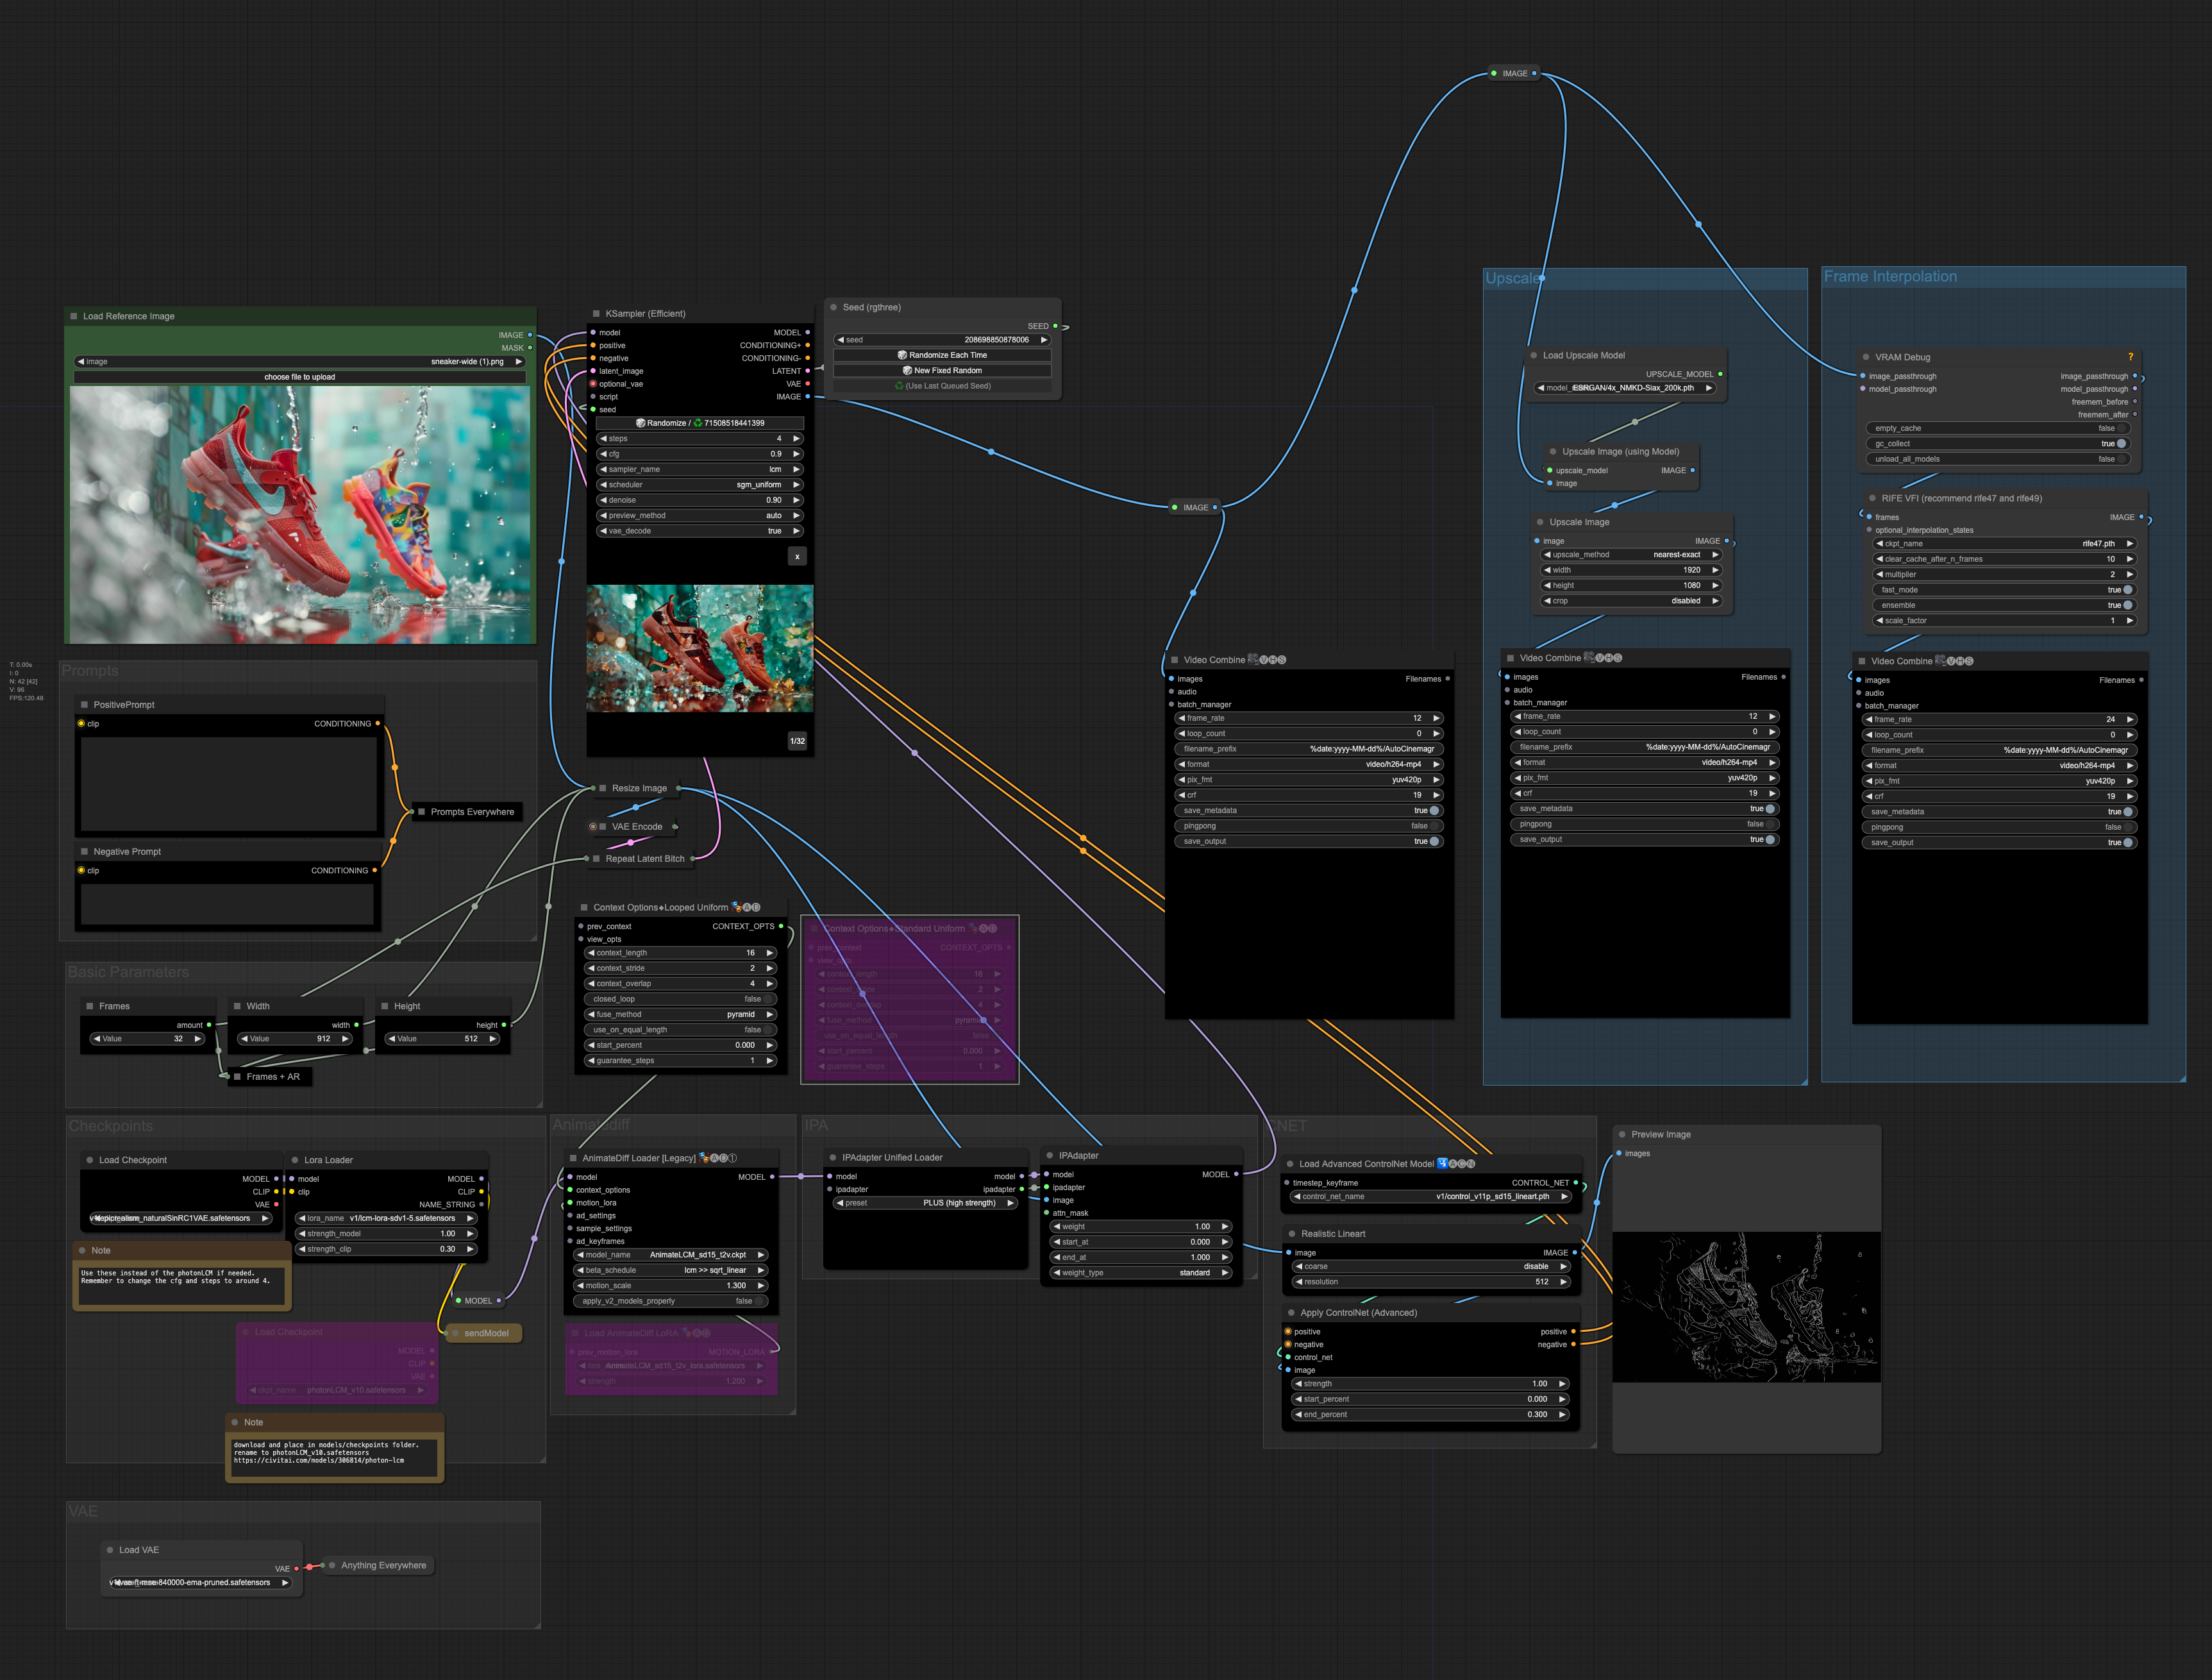 Load Reference Image
IMAGE
MASK
image sneaker-wide (1).png
choose file to upload
T: 0.00s
I: 0
N: 42 [42]
V: 96
FPS:120.48
KSampler (Efficient)
model MODEL
positive CONDITIONING+
negative CONDITIONING-
latent_image LATENT
optional_vae VAE
script IMAGE
seed
Randomize / 71508518441399
steps 4
cfg 0.9
sampler_name lcm
scheduler sgm_uniform
denoise 0.90
preview_method auto
vae_decode true
x
1/32
Seed (rgthree)
SEED
seed 208698850878006
Randomize Each Time
New Fixed Random
(Use Last Queued Seed)
IMAGE
IMAGE
Prompts
PositivePrompt
clip CONDITIONING
Prompts Everywhere
Negative Prompt
clip CONDITIONING
Resize Image
VAE Encode
Repeat Latent Bitch
Basic Parameters
Frames
amount
Value 32
Width
width
Value 912
Height
height
Value 512
Frames + AR
Context Options◆Looped Uniform 🎭🅐🅓
prev_context CONTEXT_OPTS
view_opts
context_length 16
context_stride 2
context_overlap 4
closed_loop false
fuse_method pyramid
use_on_equal_length false
start_percent 0.000
guarantee_steps 1
Context Options◆Standard Uniform 🎭🅐🅓
prev_context CONTEXT_OPTS
view_opts
context_length 16
context_stride 2
context_overlap 4
fuse_method pyramid
use_on_equal_length false
start_percent 0.000
guarantee_steps 1
Video Combine 🎥🅥🅗🅢
images Filenames
audio
batch_manager
frame_rate 12
loop_count 0
filename_prefix %date:yyyy-MM-dd%/AutoCinemagr
format video/h264-mp4
pix_fmt yuv420p
crf 19
save_metadata true
pingpong false
save_output true
Upscale
Load Upscale Model
UPSCALE_MODEL
ESRGAN/4x_NMKD-Siax_200k.pth
Upscale Image (using Model)
upscale_model IMAGE
image
Upscale Image
image IMAGE
upscale_method nearest-exact
width 1920
height 1080
crop disabled
Video Combine 🎥🅥🅗🅢
images Filenames
audio
batch_manager
frame_rate 12
loop_count 0
filename_prefix %date:yyyy-MM-dd%/AutoCinemagr
format video/h264-mp4
pix_fmt yuv420p
crf 19
save_metadata true
pingpong false
save_output true
Frame Interpolation
VRAM Debug ?
image_passthrough image_passthrough
model_passthrough model_passthrough
freemem_before
freemem_after
empty_cache false
gc_collect true
unload_all_models false
RIFE VFI (recommend rife47 and rife49)
frames IMAGE
optional_interpolation_states
ckpt_name rife47.pth
clear_cache_after_n_frames 10
multiplier 2
fast_mode true
ensemble true
scale_factor 1
Video Combine 🎥🅥🅗🅢
images Filenames
audio
batch_manager
frame_rate 24
loop_count 0
filename_prefix %date:yyyy-MM-dd%/AutoCinemagr
format video/h264-mp4
pix_fmt yuv420p
crf 19
save_metadata true
pingpong false
save_output true
Checkpoints
Load Checkpoint
MODEL
CLIP
VAE
naturalSinRC1VAE.safetensors
Lora Loader
model MODEL
clip CLIP
NAME_STRING
lora_name v1/lcm-lora-sdv1-5.safetensors
strength_model 1.00
strength_clip 0.30
Note
Use these instead of the photonLCM if needed.
Remember to change the cfg and steps to around 4.
MODEL
sendModel
Load Checkpoint
MODEL
CLIP
VAE
ckpt_name photonLCM_v10.safetensors
Note
download and place in models/checkpoints folder.
rename to photonLCM_v10.safetensors
https://civitai.com/models/306814/photon-lcm
Animatediff
AnimateDiff Loader [Legacy] 🎭🅐🅓①
model MODEL
context_options
motion_lora
ad_settings
sample_settings
ad_keyframes
model_name AnimateLCM_sd15_t2v.ckpt
beta_schedule lcm >> sqrt_linear
motion_scale 1.300
apply_v2_models_properly false
Load AnimateDiff LoRA 🎭🅐🅓
prev_motion_lora MOTION_LORA
AnimateLCM_sd15_t2v_lora.safetensors
strength 1.200
IPA
IPAdapter Unified Loader
model model
ipadapter ipadapter
preset PLUS (high strength)
IPAdapter
model MODEL
ipadapter
image
attn_mask
weight 1.00
start_at 0.000
end_at 1.000
weight_type standard
CNET
Load Advanced ControlNet Model 🛂🅐🅒🅝
timestep_keyframe CONTROL_NET
control_net_name v1/control_v11p_sd15_lineart.pth
Realistic Lineart
image IMAGE
coarse disable
resolution 512
Apply ControlNet (Advanced)
positive positive
negative negative
control_net
image
strength 1.00
start_percent 0.000
end_percent 0.300
Preview Image
images
VAE
Load VAE
VAE
840000-ema-pruned.safetensors
Anything Everywhere